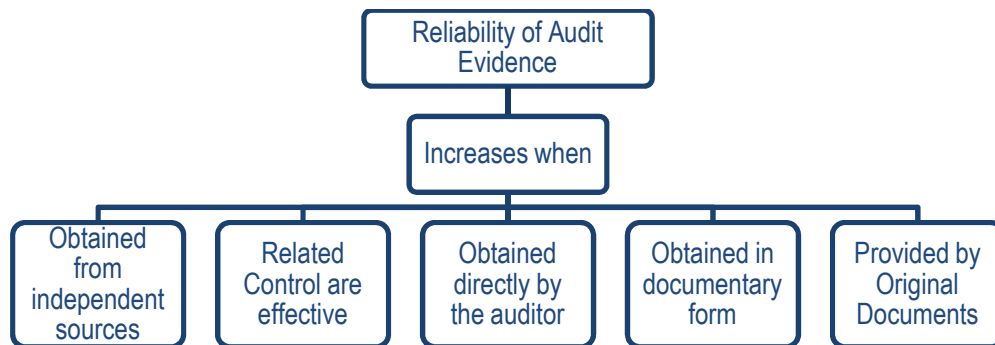 Reliability of Audit
Evidence
Increases when
Obtained
from
independent
sources
Related
Control are
effective
Obtained
directly by
the auditor
Obtained in
documentary
form
Provided by
Original
Documents